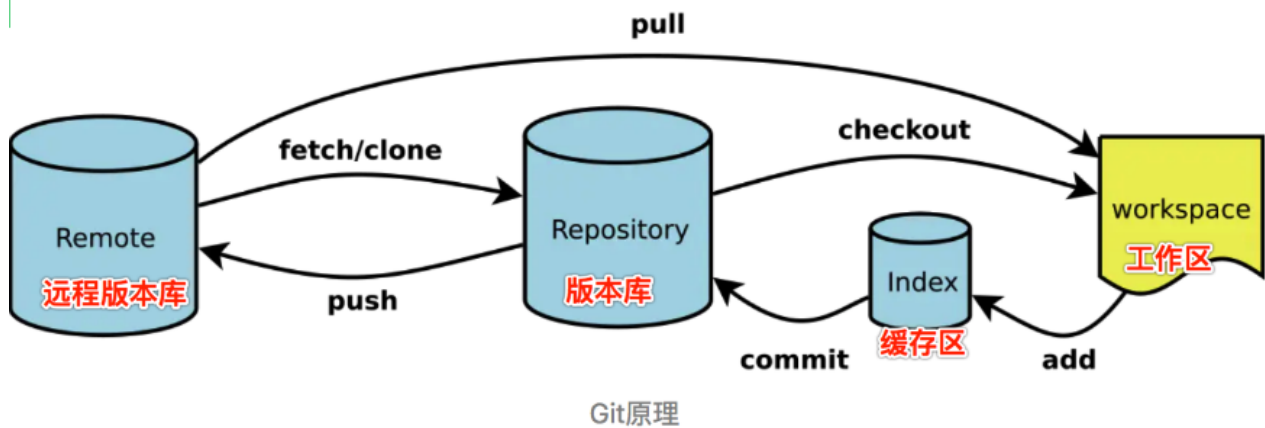 pull
fetch/clone
checkout
Remote
远程版本库
Repository
版本库
workspace
工作区
Index
缓存区
push
commit
add
Git原理